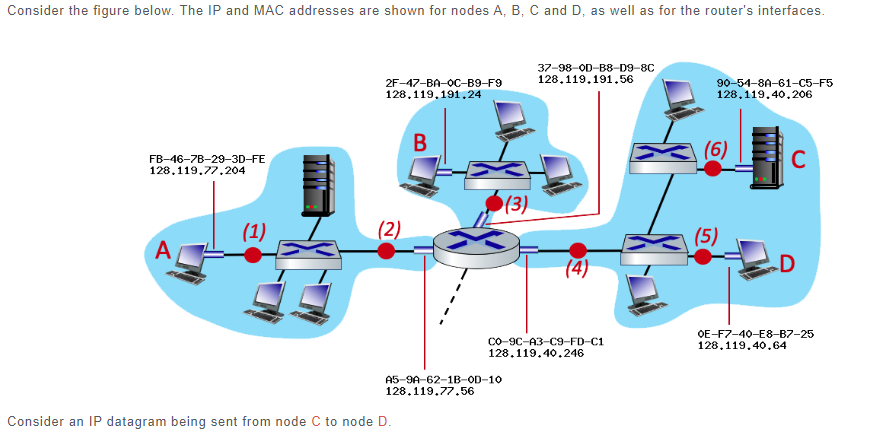 Consider the figure below. The IP and MAC addresses are shown for nodes A, B, C and D, as well as for the router's interfaces.
37-98-0D-B8-D9-8C
128.119.191.56
2F-47-BA-0C-B9-F9
128.119.191.24
90-54-8A-61-C5-F5
128.119.40.206
B
(6)
C
FB-46-7B-29-3D-FE
128.119.77.204
(3)
(1)
(2)
(5)
A
(4)
D
0E-F7-40-E8-B7-25
128.119.40.64
C0-9C-A3-C9-FD-C1
128.119.40.246
A5-9A-62-1B-0D-10
128.119.77.56
Consider an IP datagram being sent from node C to node D.